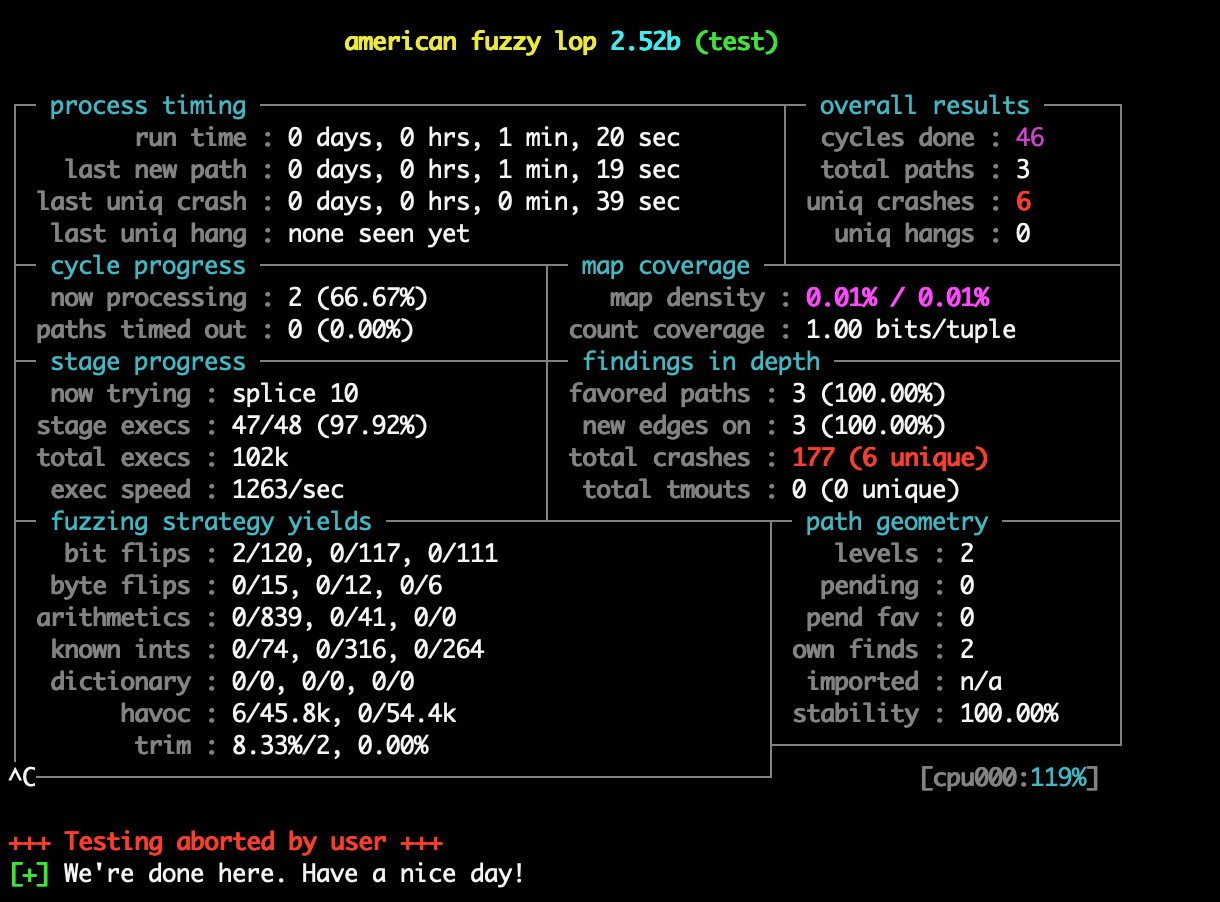 american fuzzy lop 2.52b (test)
process timing overall results
run time : 0 days, 0 hrs, 1 min, 20 sec cycles done : 46
last new path : 0 days, 0 hrs, 1 min, 19 sec total paths : 3
last uniq crash : 0 days, 0 hrs, 0 min, 39 sec uniq crashes : 6
last uniq hang : none seen yet uniq hangs : 0
cycle progress map coverage
now processing : 2 (66.67%) map density : 0.01% / 0.01%
paths timed out : 0 (0.00%) count coverage : 1.00 bits/tuple
stage progress findings in depth
now trying : splice 10 favored paths : 3 (100.00%)
stage execs : 47/48 (97.92%) new edges on : 3 (100.00%)
total execs : 102k total crashes : 177 (6 unique)
exec speed : 1263/sec total tmouts : 0 (0 unique)
fuzzing strategy yields path geometry
bit flips : 2/120, 0/117, 0/111 levels : 2
byte flips : 0/15, 0/12, 0/6 pending : 0
arithmetics : 0/839, 0/41, 0/0 pend fav : 0
known ints : 0/74, 0/316, 0/264 own finds : 2
dictionary : 0/0, 0/0, 0/0 imported : n/a
havoc : 6/45.8k, 0/54.4k stability : 100.00%
trim : 8.33%/2, 0.00%
^C [cpu000:119%]
+++ Testing aborted by user +++
[+] We're done here. Have a nice day!